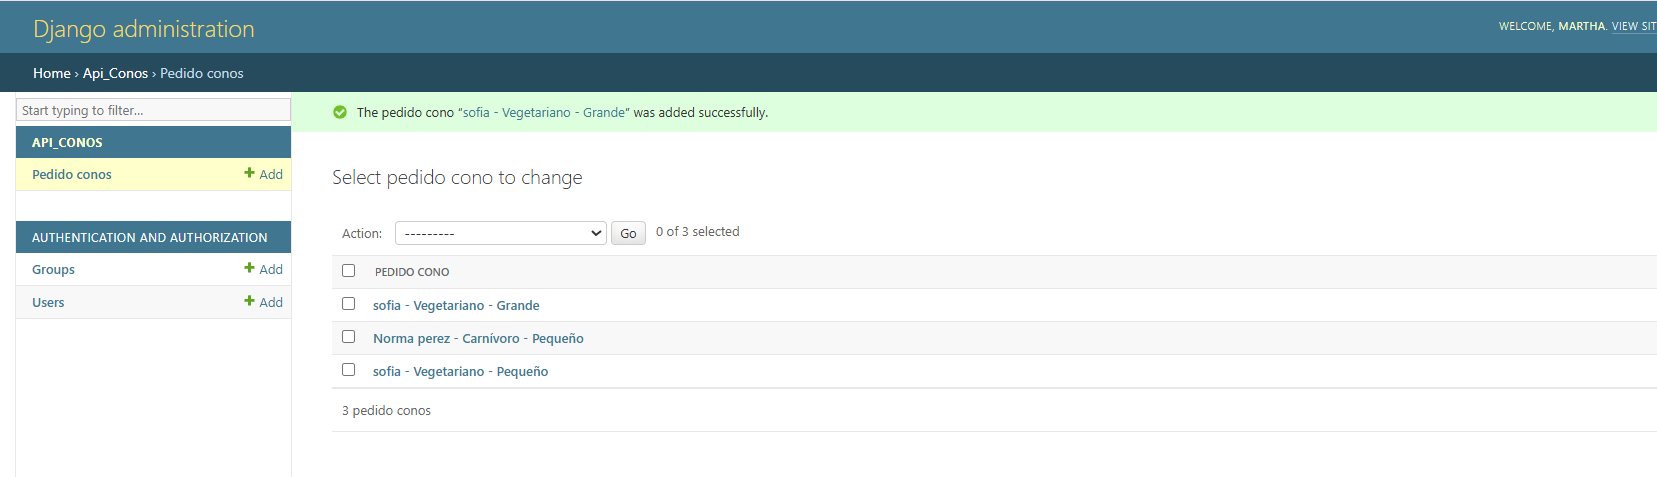 Django administration
WELCOME, MARTHA. VIEW SIT
Home › Api_Conos › Pedido conos
Start typing to filter...
The pedido cono “sofia - Vegetariano - Grande” was added successfully.
API_CONOS
Pedido conos + Add
AUTHENTICATION AND AUTHORIZATION
Groups + Add
Users + Add
Select pedido cono to change
Action: --------- Go 0 of 3 selected
PEDIDO CONO
sofia - Vegetariano - Grande
Norma perez - Carnívoro - Pequeño
sofia - Vegetariano - Pequeño
3 pedido conos